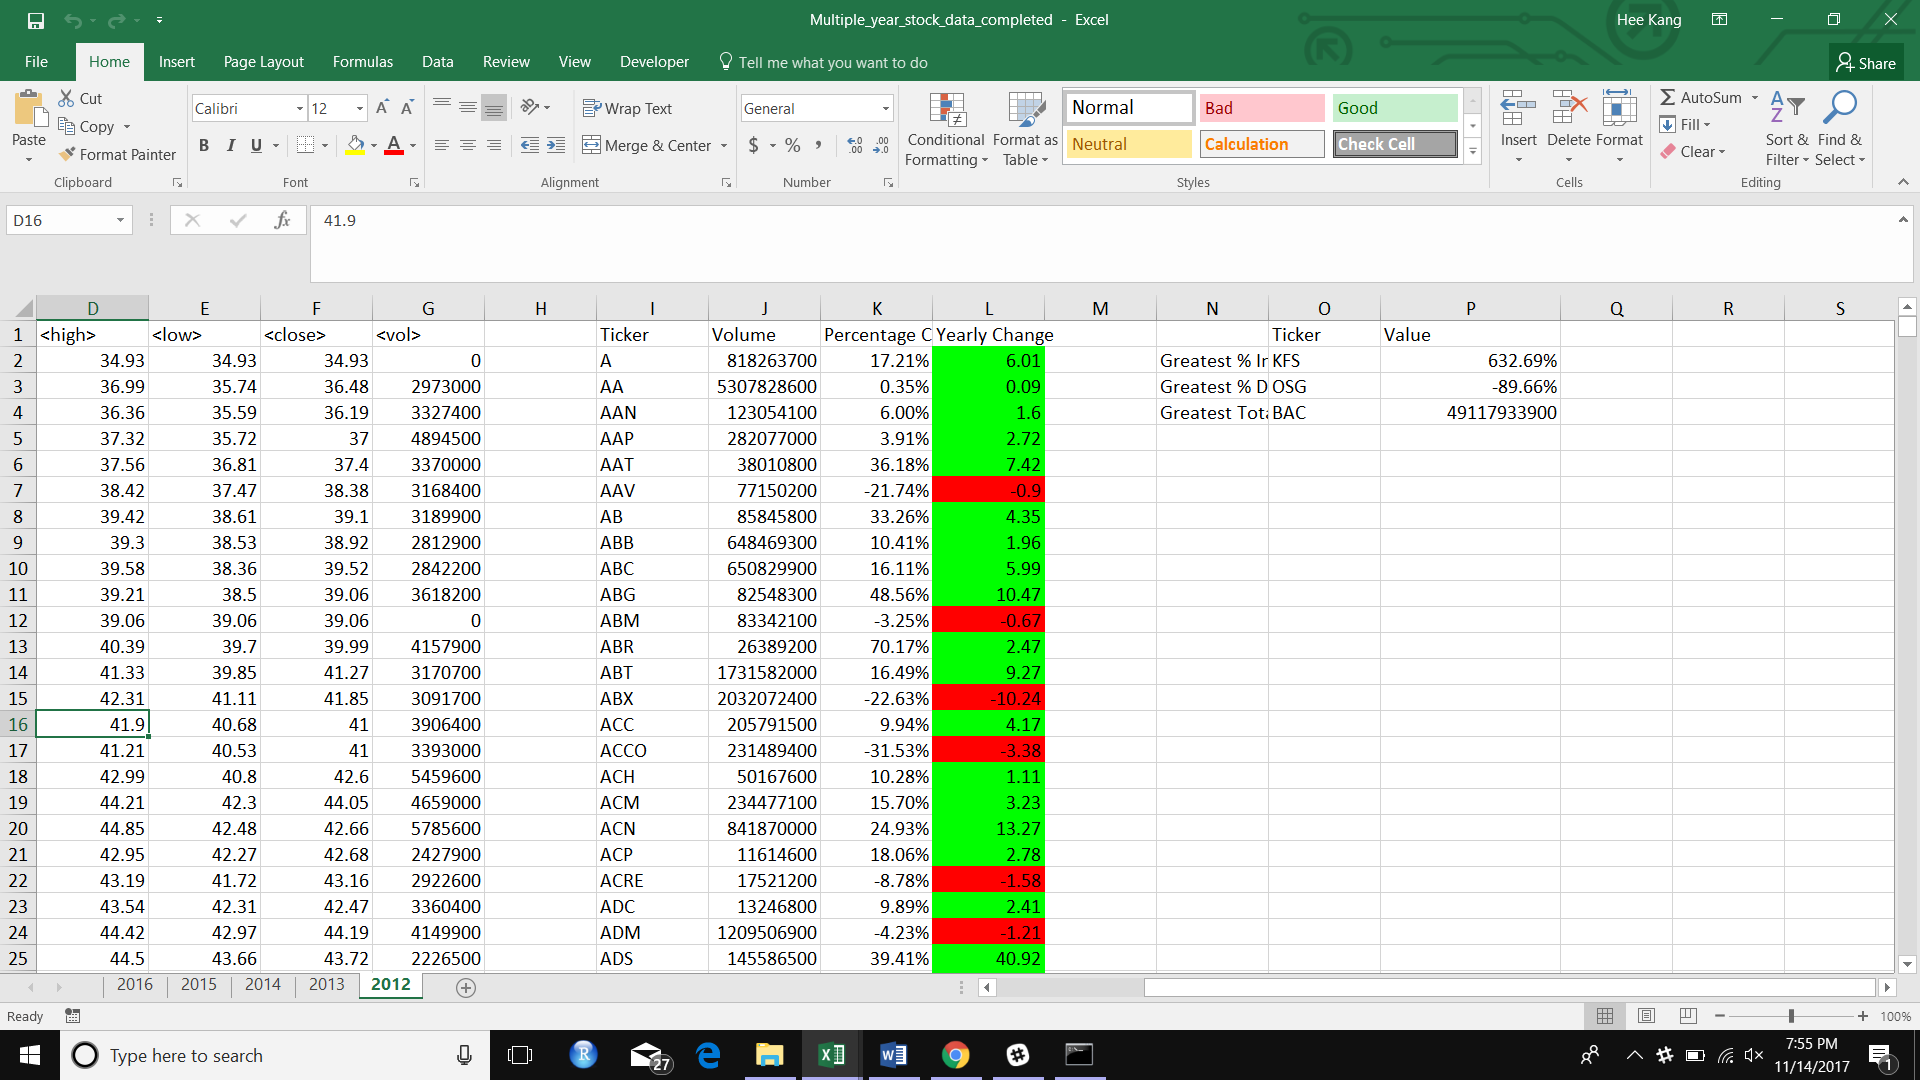 Multiple_year_stock_data_completed - Excel
Hee Kang
File Home Insert Page Layout Formulas Data Review View Developer Tell me what you want to do Share
Paste Cut Copy Format Painter Clipboard
Calibri 12 B I U Font
Wrap Text Merge & Center Alignment
General $ % , Number
Conditional Formatting Format as Table
Normal Bad Good
Neutral Calculation Check Cell
Styles
Insert Delete Format Cells
AutoSum Fill Clear Sort & Filter Find & Select Editing
D16 fx 41.9
D E F G H I J K L M N O P Q R S
1 <high> <low> <close> <vol> Ticker Volume Percentage C Yearly Change Ticker Value
2 34.93 34.93 34.93 0 A 818263700 17.21% 6.01 Greatest % In KFS 632.69%
3 36.99 35.74 36.48 2973000 AA 5307828600 0.35% 0.09 Greatest % D OSG -89.66%
4 36.36 35.59 36.19 3327400 AAN 123054100 6.00% 1.6 Greatest Tota BAC 49117933900
5 37.32 35.72 37 4894500 AAP 282077000 3.91% 2.72
6 37.56 36.81 37.4 3370000 AAT 38010800 36.18% 7.42
7 38.42 37.47 38.38 3168400 AAV 77150200 -21.74% -0.9
8 39.42 38.61 39.1 3189900 AB 85845800 33.26% 4.35
9 39.3 38.53 38.92 2812900 ABB 648469300 10.41% 1.96
10 39.58 38.36 39.52 2842200 ABC 650829900 16.11% 5.99
11 39.21 38.5 39.06 3618200 ABG 82548300 48.56% 10.47
12 39.06 39.06 39.06 0 ABM 83342100 -3.25% -0.67
13 40.39 39.7 39.99 4157900 ABR 26389200 70.17% 2.47
14 41.33 39.85 41.27 3170700 ABT 1731582000 16.49% 9.27
15 42.31 41.11 41.85 3091700 ABX 2032072400 -22.63% -10.24
16 41.9 40.68 41 3906400 ACC 205791500 9.94% 4.17
17 41.21 40.53 41 3393000 ACCO 231489400 -31.53% -3.38
18 42.99 40.8 42.6 5459600 ACH 50167600 10.28% 1.11
19 44.21 42.3 44.05 4659000 ACM 234477100 15.70% 3.23
20 44.85 42.48 42.66 5785600 ACN 841870000 24.93% 13.27
21 42.95 42.27 42.68 2427900 ACP 11614600 18.06% 2.78
22 43.19 41.72 43.16 2922600 ACRE 17521200 -8.78% -1.58
23 43.54 42.31 42.47 3360400 ADC 13246800 9.89% 2.41
24 44.42 42.97 44.19 4149900 ADM 1209506900 -4.23% -1.21
25 44.5 43.66 43.72 2226500 ADS 145586500 39.41% 40.92
2016 2015 2014 2013 2012
Ready 100%
Type here to search 27 7:55 PM
11/14/2017 1